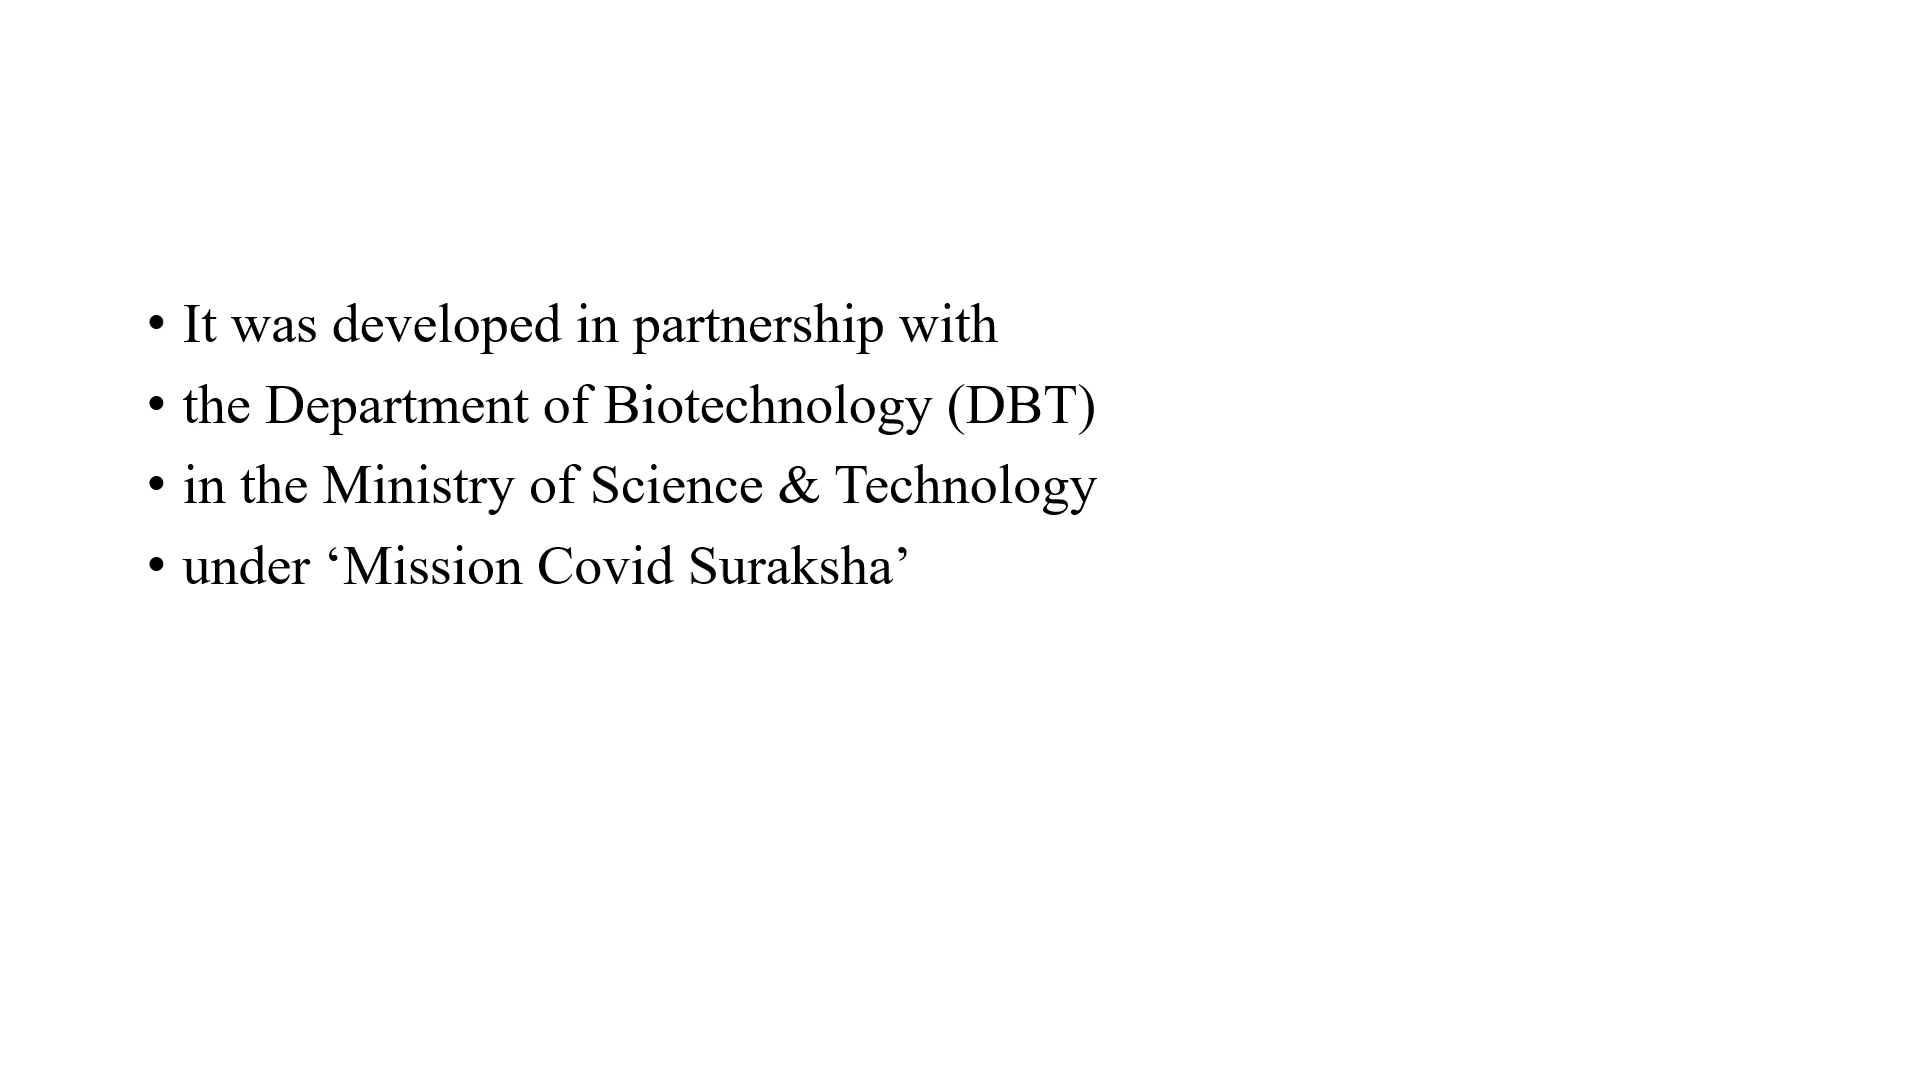 • It was developed in partnership with
• the Department of Biotechnology (DBT)
• in the Ministry of Science & Technology
• under ‘Mission Covid Suraksha’